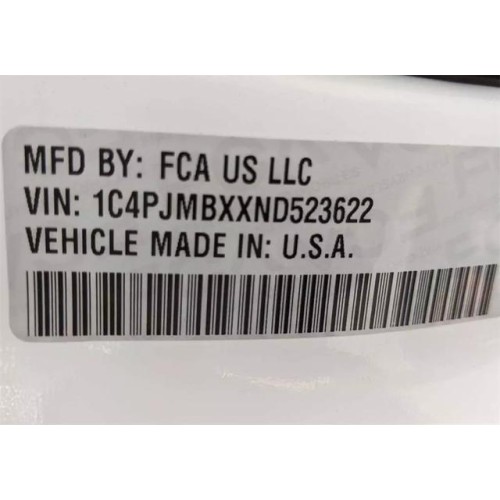 MFD BY: FCA US LLC
VIN: 1C4PJMBXXND523622
VEHICLE MADE IN: U.S.A.